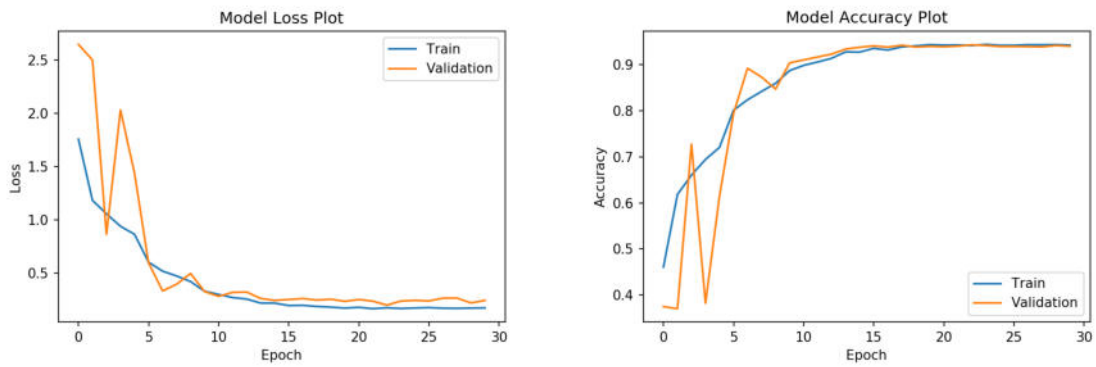 Model Loss Plot
Train
Validation
2.5
2.0
1.5
1.0
0.5
Loss
0 5 10 15 20 25 30
Epoch
Model Accuracy Plot
0.9
0.8
0.7
0.6
0.5
0.4
Accuracy
Train
Validation
0 5 10 15 20 25 30
Epoch